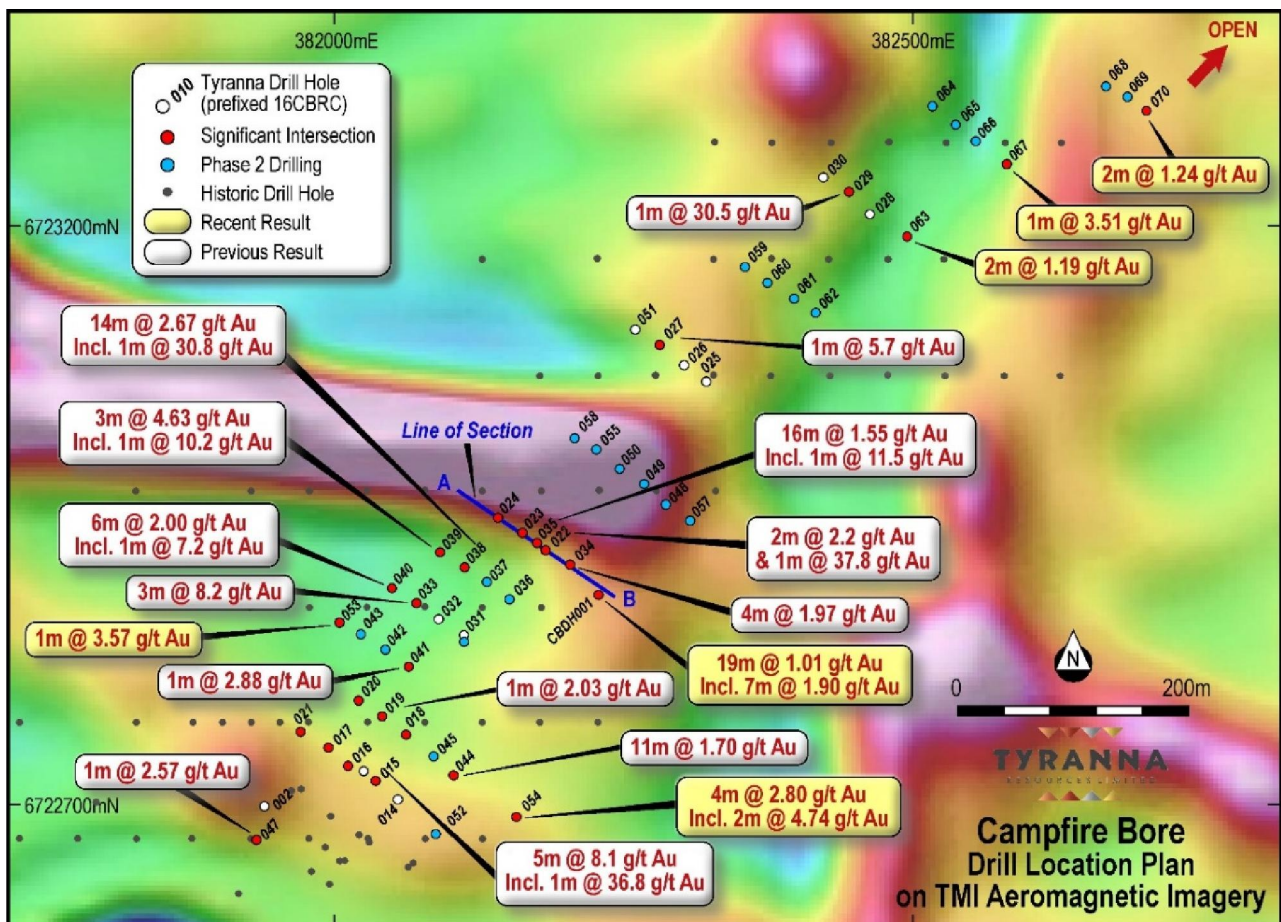 382000mE
382500mE
OPEN
010
Tyranna Drill Hole
(prefixed 16CBRC)
Significant Intersection
Phase 2 Drilling
Historic Drill Hole
Recent Result
Previous Result
6723200mN
068
069
070
064
065
066
067
2m @ 1.24 g/t Au
030
029
028
063
1m @ 30.5 g/t Au
1m @ 3.51 g/t Au
2m @ 1.19 g/t Au
059
060
061
062
051
027
026
025
1m @ 5.7 g/t Au
14m @ 2.67 g/t Au
Incl. 1m @ 30.8 g/t Au
3m @ 4.63 g/t Au
Incl. 1m @ 10.2 g/t Au
Line of Section
A
058
055
050
049
048
057
16m @ 1.55 g/t Au
Incl. 1m @ 11.5 g/t Au
024
023
035
022
034
B
CBDH001
2m @ 2.2 g/t Au
& 1m @ 37.8 g/t Au
6m @ 2.00 g/t Au
Incl. 1m @ 7.2 g/t Au
039
038
037
036
040
033
032
031
3m @ 8.2 g/t Au
4m @ 1.97 g/t Au
053
043
042
041
1m @ 3.57 g/t Au
19m @ 1.01 g/t Au
Incl. 7m @ 1.90 g/t Au
1m @ 2.88 g/t Au
1m @ 2.03 g/t Au
020
019
018
021
017
016
015
014
045
044
11m @ 1.70 g/t Au
1m @ 2.57 g/t Au
002
047
052
054
6722700mN
4m @ 2.80 g/t Au
Incl. 2m @ 4.74 g/t Au
5m @ 8.1 g/t Au
Incl. 1m @ 36.8 g/t Au
N
0
200m
TYRANNA
RESOURCES LIMITED
Campfire Bore
Drill Location Plan
on TMI Aeromagnetic Imagery